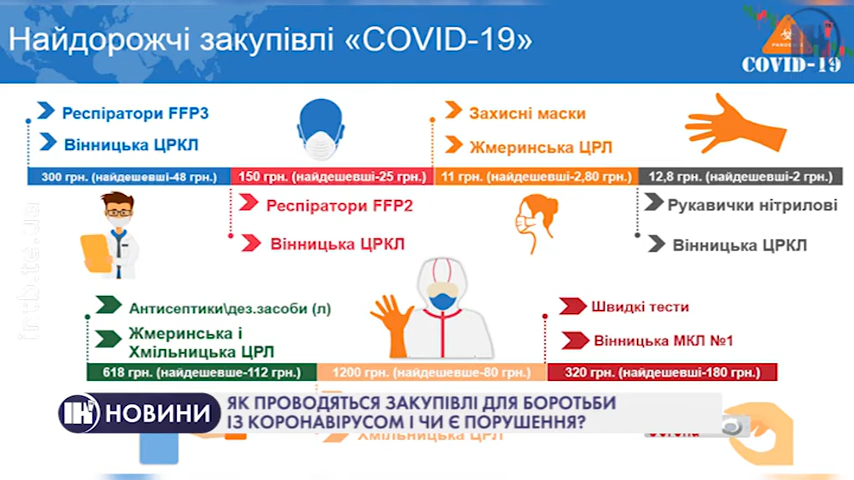 Найдорожчі закупівлі «COVID-19»
COVID-19
Респіратори FFP3
Вінницька ЦРКЛ
Захисні маски
Жмеринська ЦРЛ
300 грн. (найдешевші-48 грн.)
150 грн. (найдешевші-25 грн.)
11 грн. (найдешевші-2,80 грн.)
12,8 грн. (найдешевші-2 грн.)
Респіратори FFP2
Вінницька ЦРКЛ
Рукавички нітрилові
Вінницька ЦРКЛ
Антисептики\дез.засоби (л)
Жмеринська і
Хмільницька ЦРЛ
Швидкі тести
Вінницька МКЛ №1
618 грн. (найдешевше-112 грн.)
1200 грн. (найдешевше-80 грн.)
320 грн. (найдешевші-180 грн.)
НОВИНИ
ЯК ПРОВОДЯТЬСЯ ЗАКУПІВЛІ ДЛЯ БОРОТЬБИ
ІЗ КОРОНАВІРУСОМ І ЧИ Є ПОРУШЕННЯ?
Хмільницька ЦРЛ